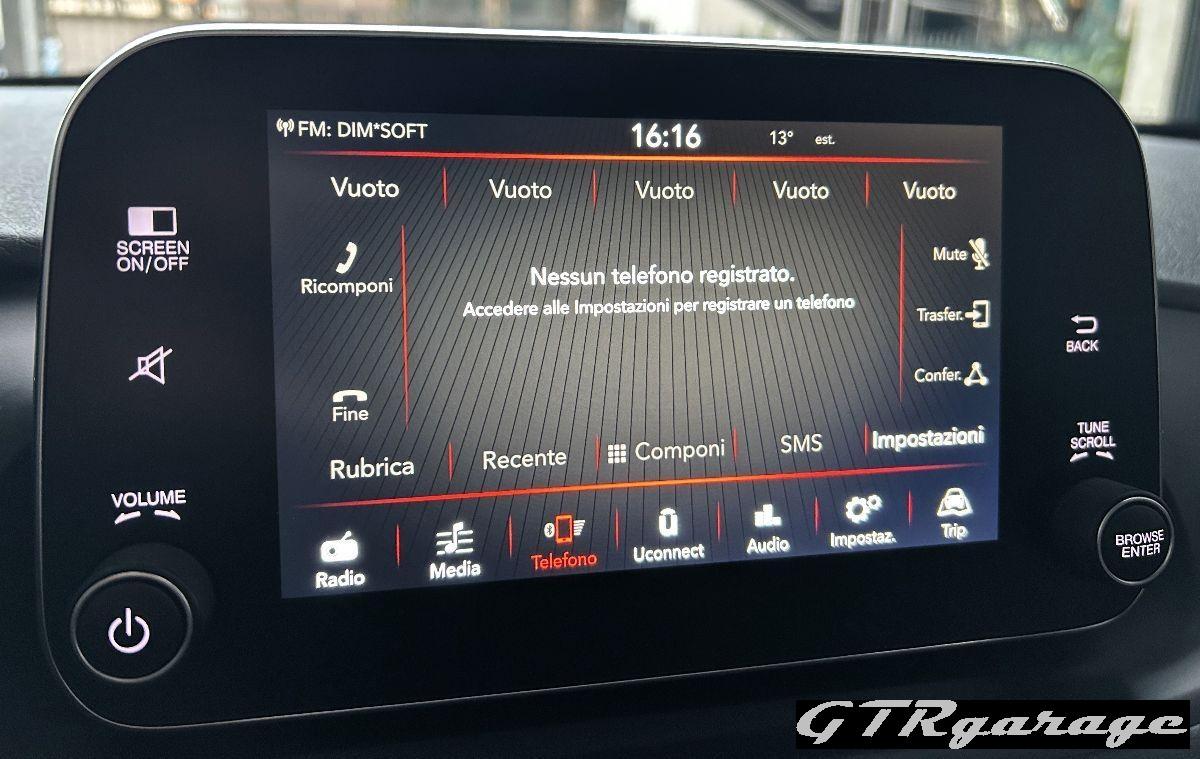 FM: DIM*SOFT 16:16 13° est.
Vuoto Vuoto Vuoto Vuoto Vuoto
SCREEN
ON/OFF
Ricomponi
Nessun telefono registrato.
Accedere alle Impostazioni per registrare un telefono
Mute
Trasfer.
Confer.
BACK
Fine
Rubrica Recente Componi SMS Impostazioni
TUNE
SCROLL
VOLUME
Radio Media Telefono Uconnect Audio Impostaz. Trip
BROWSE
ENTER
GTRgarage